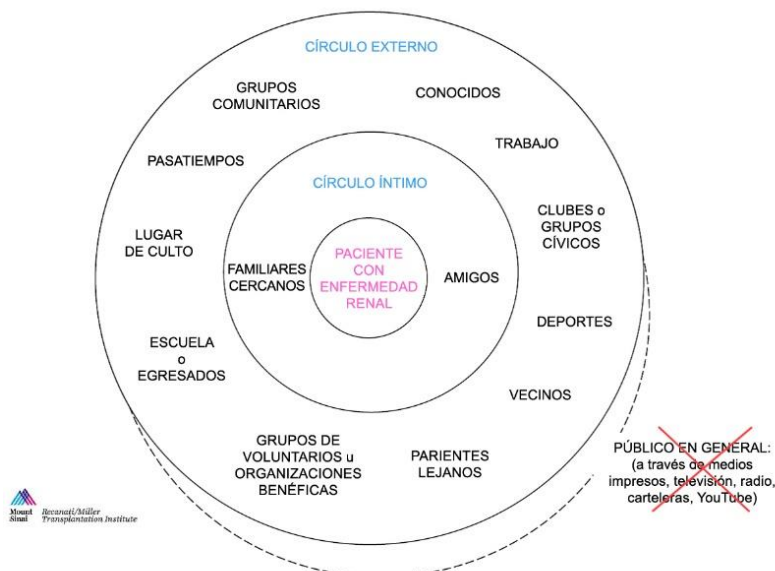 CÍRCULO EXTERNO
GRUPOS
COMUNITARIOS
CONOCIDOS
PASATIEMPOS
TRABAJO
CÍRCULO ÍNTIMO
LUGAR
DE CULTO
CLUBES o
GRUPOS
CÍVICOS
FAMILIARES
CERCANOS
PACIENTE
CON
ENFERMEDAD
RENAL
AMIGOS
ESCUELA
o
EGRESADOS
DEPORTES
VECINOS
GRUPOS DE
VOLUNTARIOS u
ORGANIZACIONES
BENÉFICAS
PARIENTES
LEJANOS
PÚBLICO EN GENERAL:
(a través de medios
impresos, televisión, radio,
carteleras, YouTube)
Mount
Sinai
Recanati/Miller
Transplantation Institute